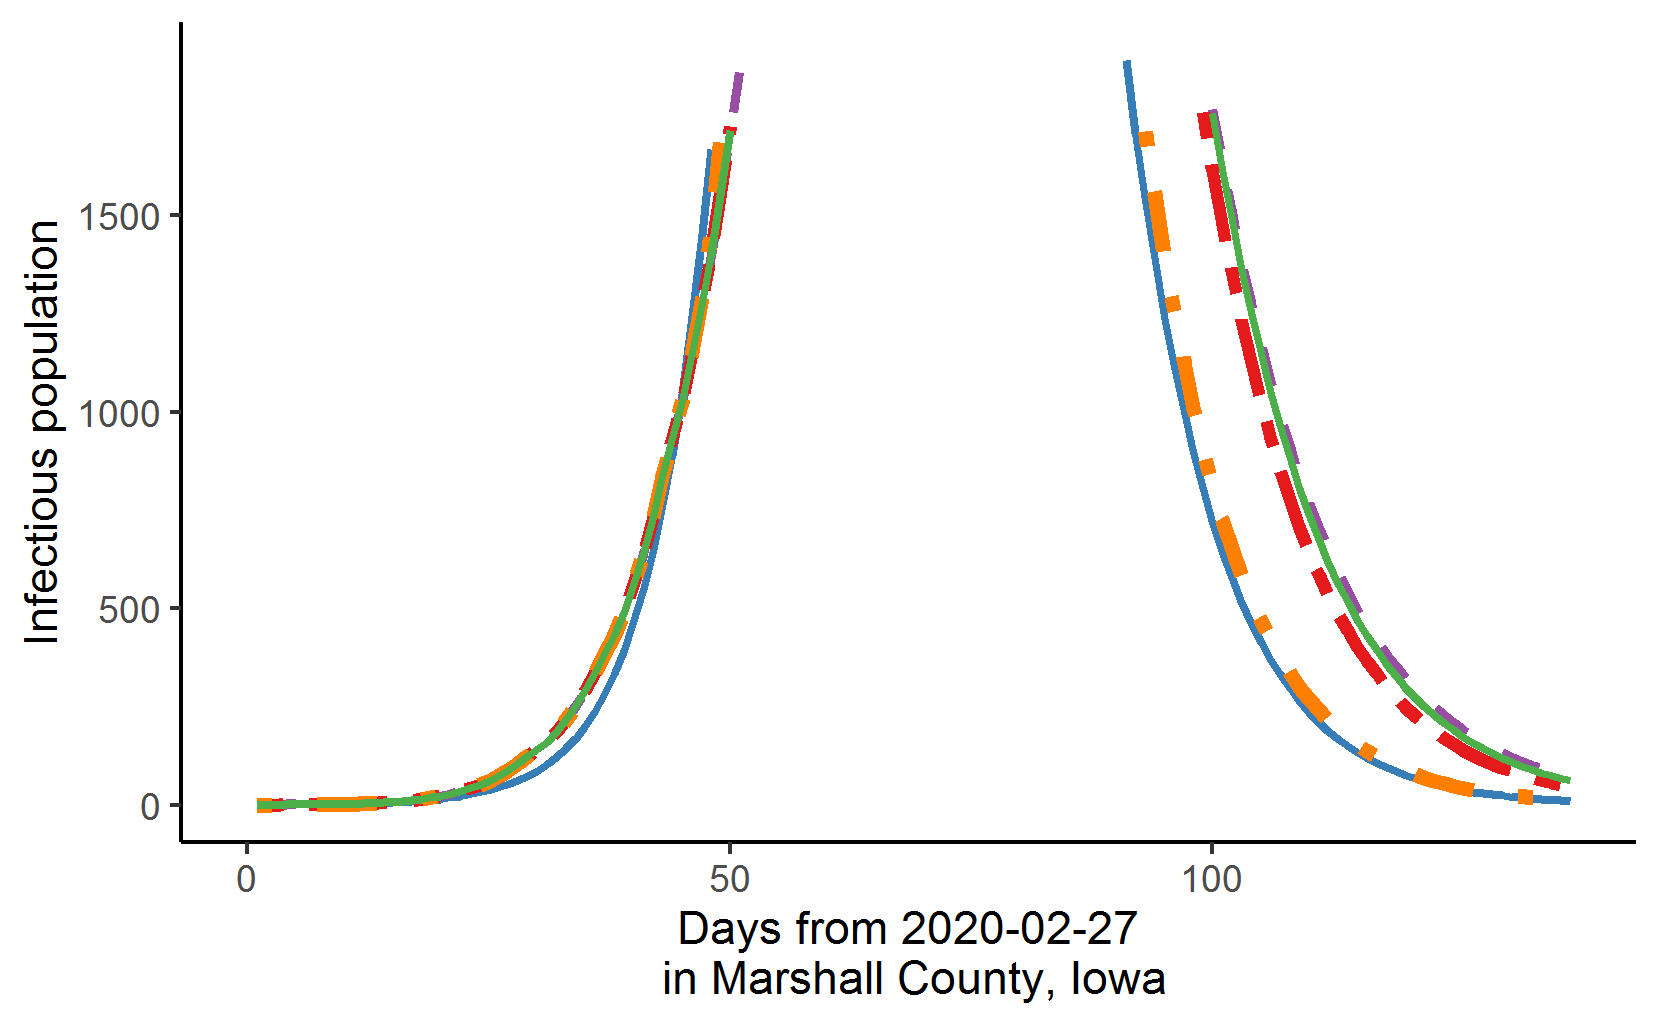 Infectious population
1500
1000
500
0
0 50 100
Days from 2020-02-27
in Marshall County, Iowa